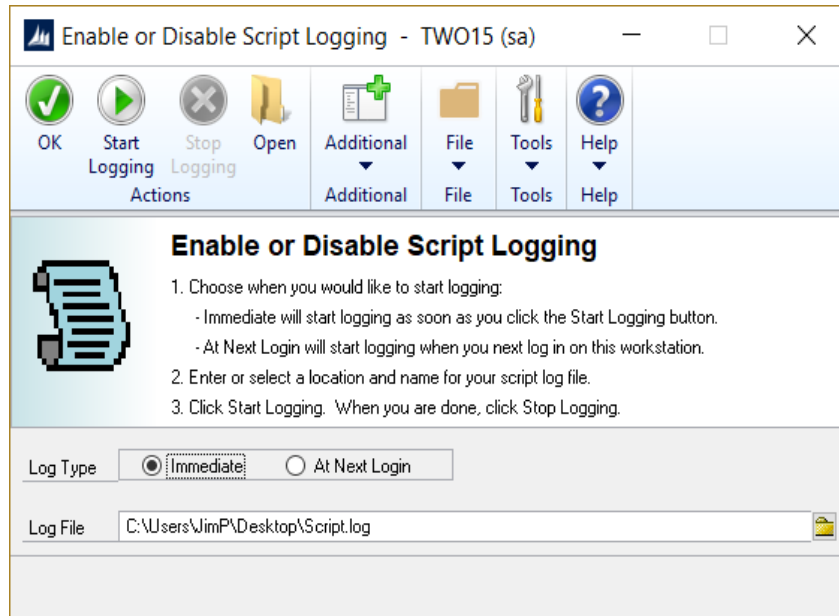 Enable or Disable Script Logging - TWO15 (sa)
OK Start Logging Stop Logging Open Additional File Tools Help
Actions Additional File Tools Help
Enable or Disable Script Logging
1. Choose when you would like to start logging:
- Immediate will start logging as soon as you click the Start Logging button.
- At Next Login will start logging when you next log in on this workstation.
2. Enter or select a location and name for your script log file.
3. Click Start Logging. When you are done, click Stop Logging.
Log Type Immediate At Next Login
Log File C:\Users\JimP\Desktop\Script.log